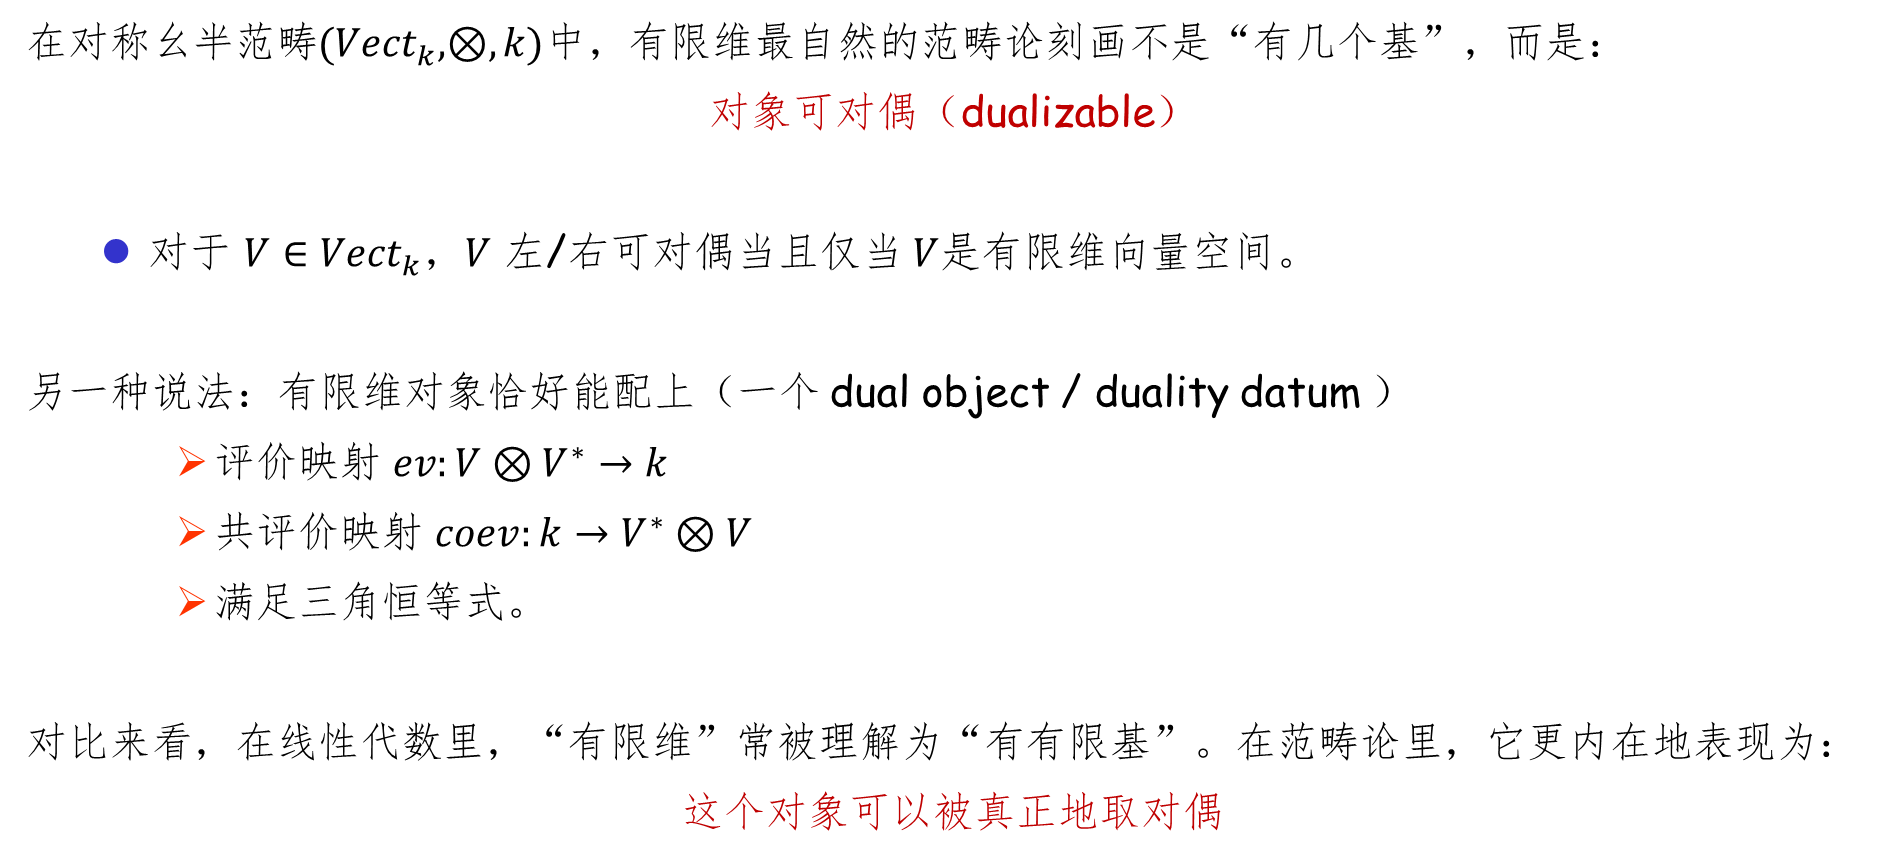 在对称幺半范畴(Vectₖ,⊗,k)中，有限维最自然的范畴论刻画不是“有几个基”，而是：
对象可对偶（dualizable）
● 对于 V ∈ Vectₖ，V 左/右可对偶当且仅当 V是有限维向量空间。
另一种说法：有限维对象恰好能配上（一个 dual object / duality datum ）
➢ 评价映射 ev: V ⊗ V* → k
➢ 共评价映射 coev: k → V* ⊗ V
➢ 满足三角恒等式。
对比来看，在线性代数里，“有限维”常被理解为“有有限基”。在范畴论里，它更内在地表现为：
这个对象可以被真正地取对偶